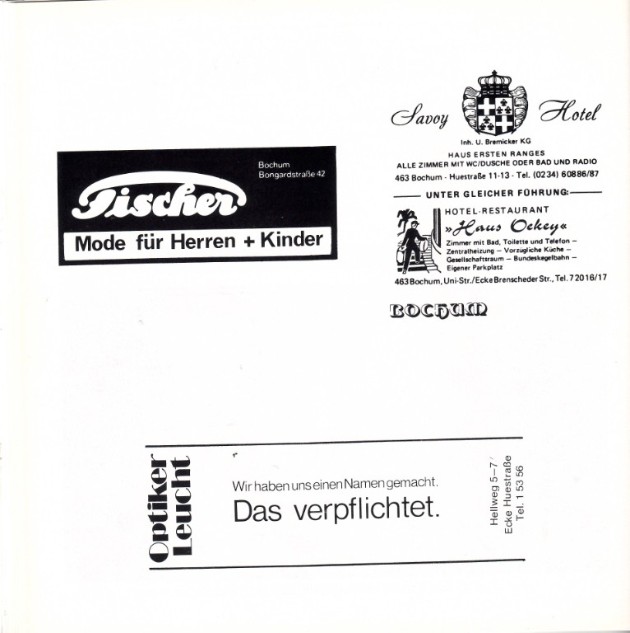 Bochum
Bongardstraße 42
Fischer
Mode für Herren + Kinder
Savoy Hotel
Inh. U. Bremicker KG
HAUS ERSTEN RANGES
ALLE ZIMMER MIT WC/DUSCHE ODER BAD UND RADIO
463 Bochum - Huestraße 11-13 - Tel. (0234) 60886/87
UNTER GLEICHER FÜHRUNG:
HOTEL-RESTAURANT
»Haus Ockey«
Zimmer mit Bad, Toilette und Telefon –
Zentralheizung – Vorzügliche Küche –
Gesellschaftsraum – Bundeskegelbahn –
Eigener Parkplatz
463 Bochum, Uni-Str./Ecke Brenscheder Str., Tel. 7 20 16/17
BOCHUM
Optiker
Leucht
Wir haben uns einen Namen gemacht.
Das verpflichtet.
Hellweg 5–7
Ecke Huestraße
Tel. 1 53 56